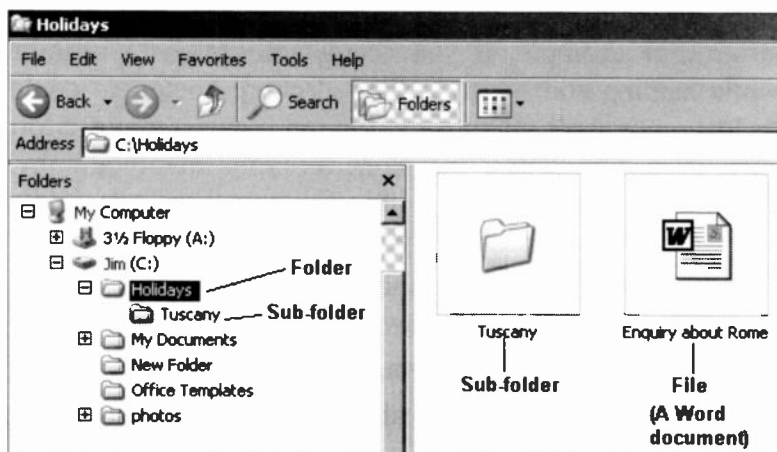 Holidays
File Edit View Favorites Tools Help
Back Search Folders
Address C:\Holidays
Folders
My Computer
3½ Floppy (A:)
Jim (C:)
Folder
Holidays
Tuscany
Sub-folder
My Documents
New Folder
Office Templates
photos
Tuscany
Sub-folder
W
Enquiry about Rome
File
(A Word
document)